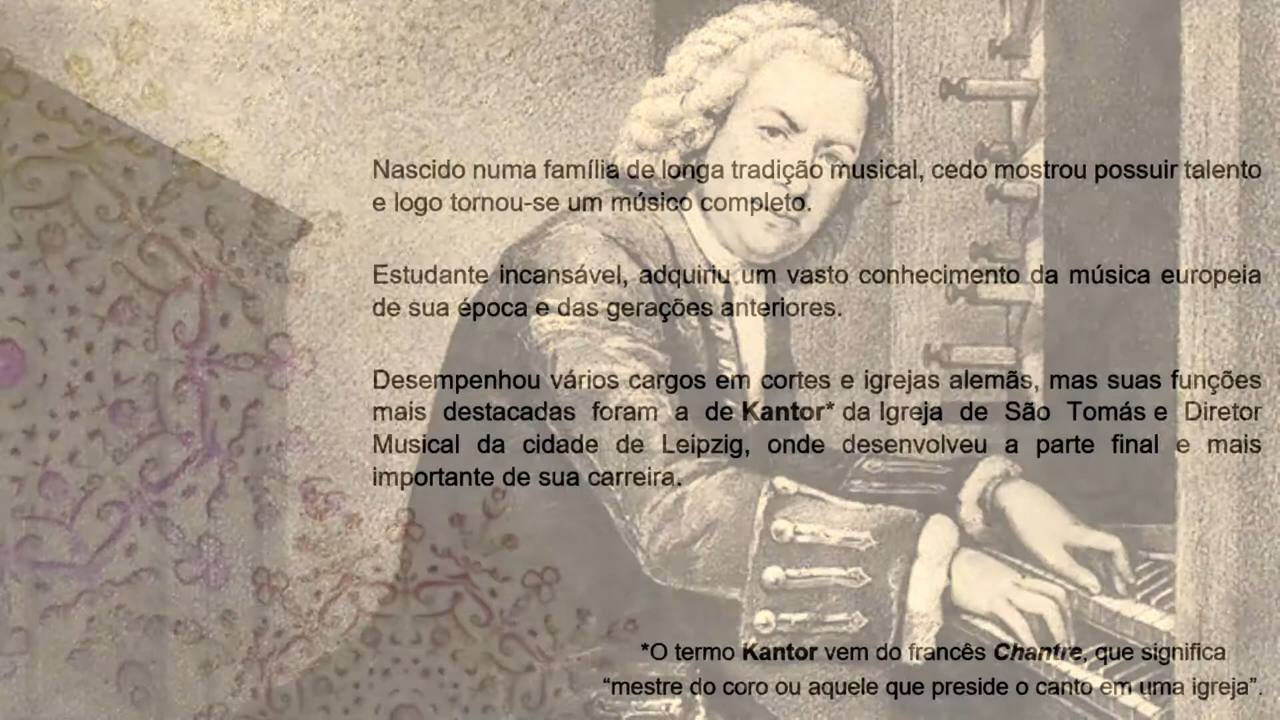 Nascido numa família de longa tradição musical, cedo mostrou possuir talento
e logo tornou-se um músico completo.
Estudante incansável, adquiriu um vasto conhecimento da música europeia
de sua época e das gerações anteriores.
Desempenhou vários cargos em cortes e igrejas alemãs, mas suas funções
mais destacadas foram a de Kantor* da Igreja de São Tomás e Diretor
Musical da cidade de Leipzig, onde desenvolveu a parte final e mais
importante de sua carreira.
*O termo Kantor vem do francês Chantre, que significa
“mestre do coro ou aquele que preside o canto em uma igreja”.